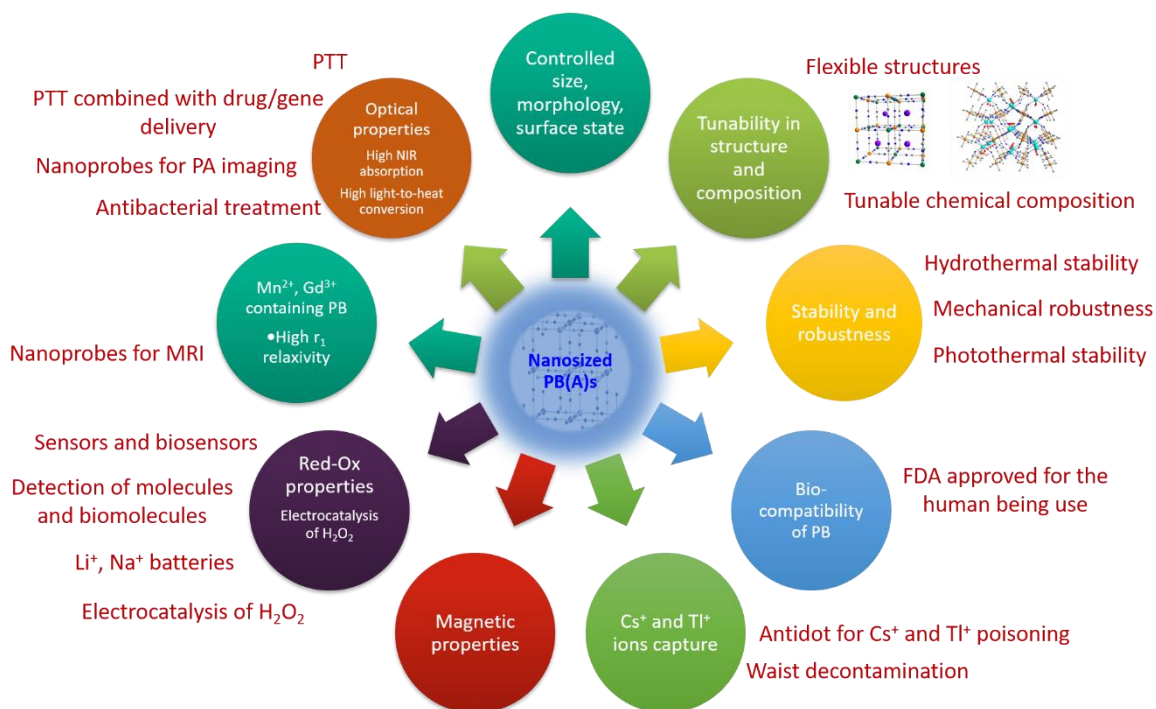 PTT
PTT combined with drug/gene
delivery
Nanoprobes for PA imaging
Antibacterial treatment
Optical
properties
High NIR
absorption
High light-to-heat
conversion
Controlled
size,
morphology,
surface state
Tunability in
structure
and
composition
Flexible structures
Tunable chemical composition
Mn²⁺, Gd³⁺
containing PB
•High r₁
relaxivity
Nanoprobes for MRI
Nanosized
PB(A)s
Stability and
robustness
Hydrothermal stability
Mechanical robustness
Photothermal stability
Sensors and biosensors
Detection of molecules
and biomolecules
Li⁺, Na⁺ batteries
Electrocatalysis of H₂O₂
Red-Ox
properties
Electrocatalysis
of H₂O₂
Magnetic
properties
Cs⁺ and Tl⁺
ions capture
Antidot for Cs⁺ and Tl⁺ poisoning
Waist decontamination
Bio-
compatibility
of PB
FDA approved for the
human being use